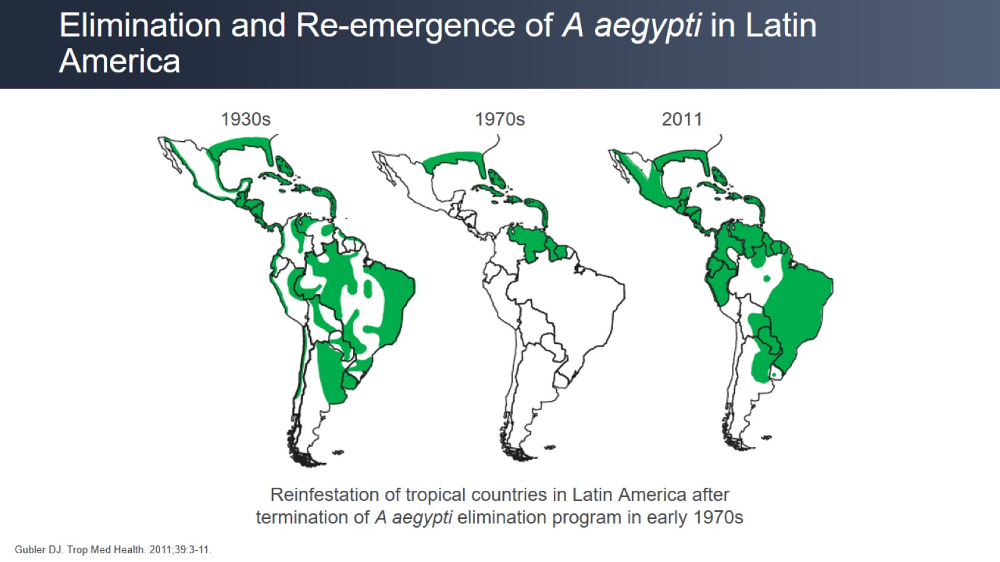 Elimination and Re-emergence of A aegypti in Latin
America
1930s
1970s
2011
Reinfestation of tropical countries in Latin America after
termination of A aegypti elimination program in early 1970s
Gubler DJ. Trop Med Health. 2011;39:3-11.